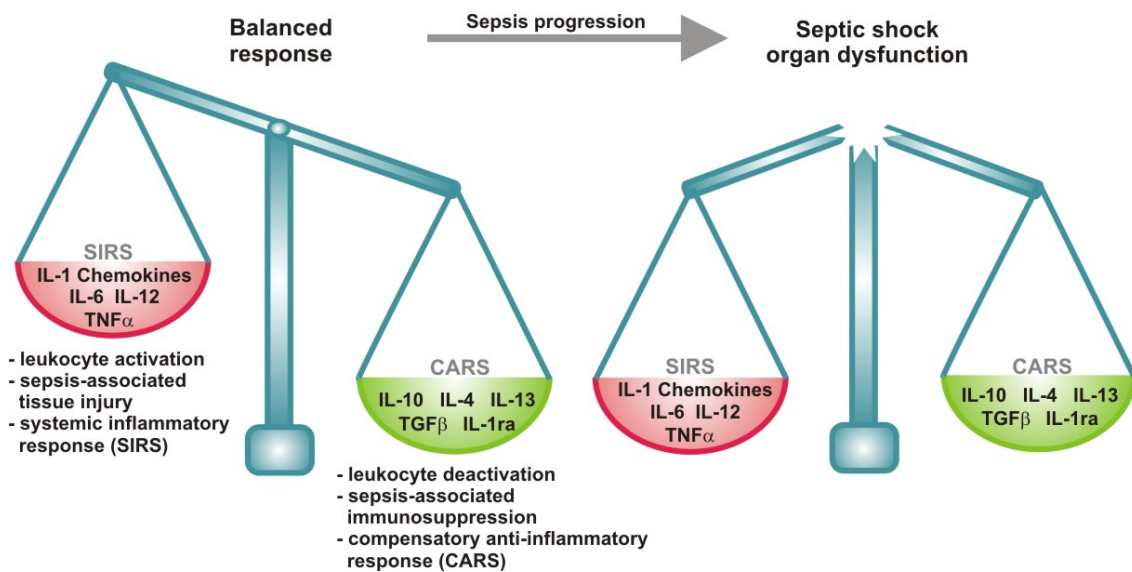 Balanced
response
Sepsis progression
Septic shock
organ dysfunction
SIRS
IL-1 Chemokines
IL-6 IL-12
TNFα
- leukocyte activation
- sepsis-associated
tissue injury
- systemic inflammatory
response (SIRS)
CARS
IL-10 IL-4 IL-13
TGFβ IL-1ra
- leukocyte deactivation
- sepsis-associated
immunosuppression
- compensatory anti-inflammatory
response (CARS)
SIRS
IL-1 Chemokines
IL-6 IL-12
TNFα
CARS
IL-10 IL-4 IL-13
TGFβ IL-1ra